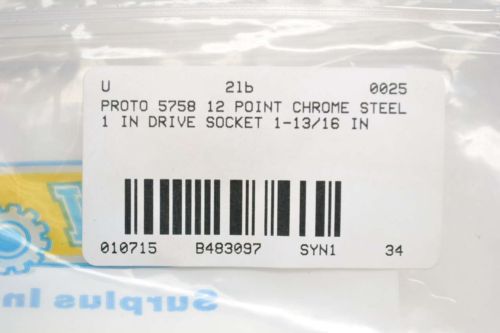 U 2lb 0025
PROTO 5758 12 POINT CHROME STEEL
1 IN DRIVE SOCKET 1-13/16 IN
010715 B483097 SYN1 34
Surplus In